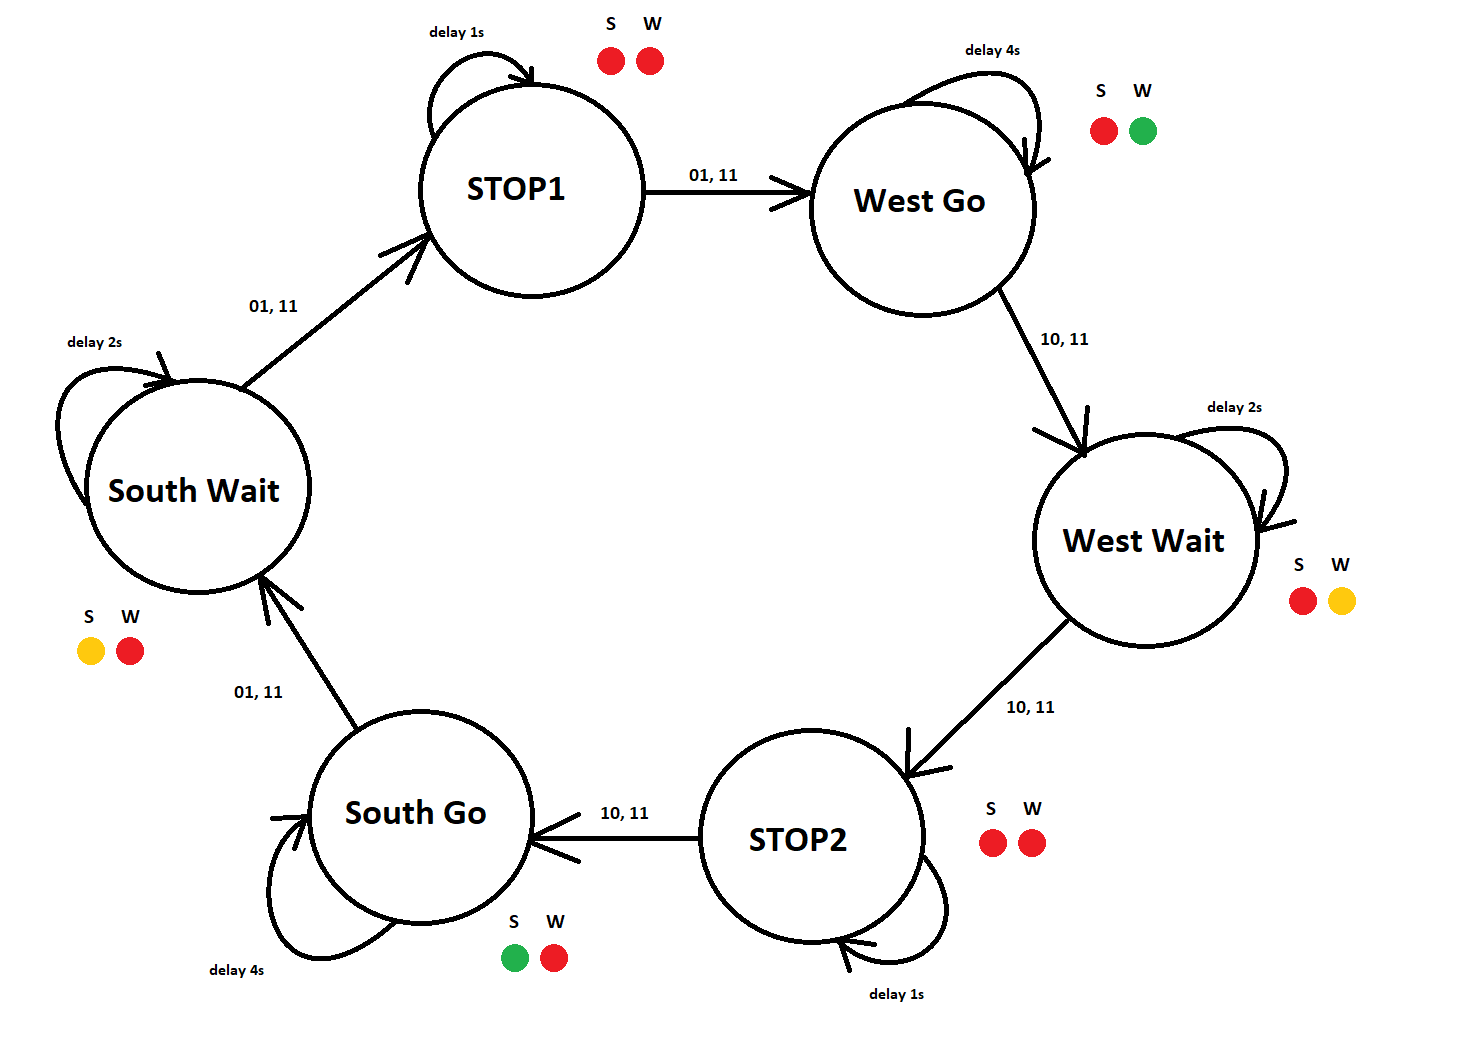 delay 1s
S W
delay 4s
S W
STOP1
01, 11
West Go
01, 11
10, 11
delay 2s
delay 2s
South Wait
West Wait
S W
S W
01, 11
10, 11
South Go
10, 11
STOP2
S W
S W
delay 4s
delay 1s